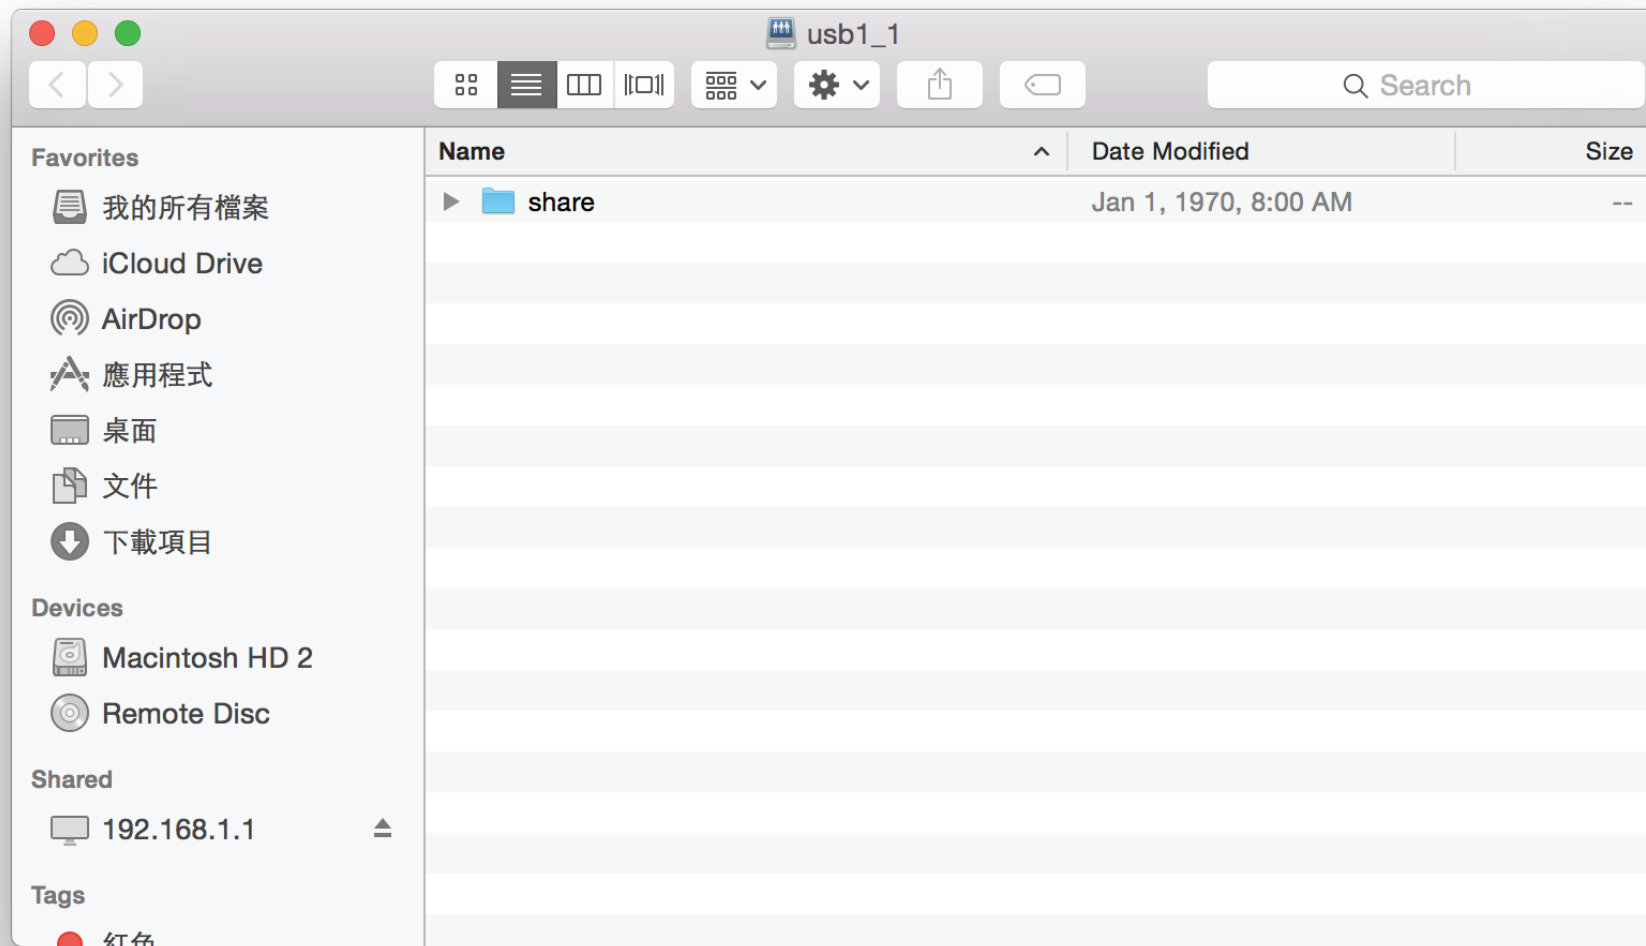 usb1_1
Search
Favorites
我的所有檔案
iCloud Drive
AirDrop
應用程式
桌面
文件
下載項目
Devices
Macintosh HD 2
Remote Disc
Shared
192.168.1.1
Tags
紅色
Name Date Modified Size
share Jan 1, 1970, 8:00 AM --